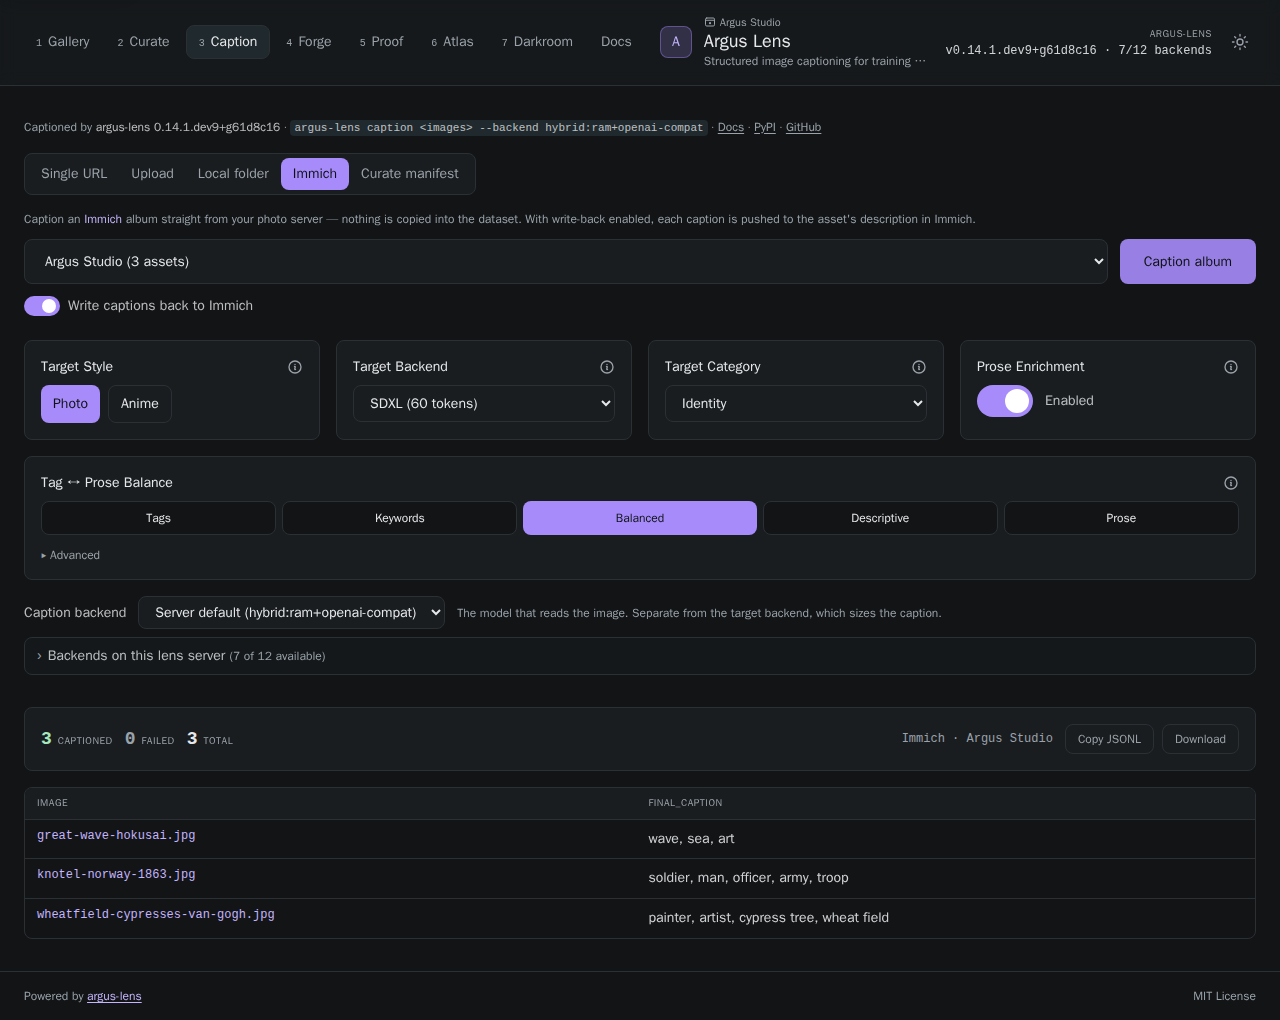 1 Gallery 2 Curate 3 Caption 4 Forge 5 Proof 6 Atlas 7 Darkroom Docs
A
Argus Studio
Argus Lens
Structured image captioning for training ···
ARGUS-LENS
v0.14.1.dev9+g61d8c16 · 7/12 backends
Captioned by argus-lens 0.14.1.dev9+g61d8c16 · argus-lens caption <images> --backend hybrid:ram+openai-compat · Docs · PyPI · GitHub
Single URL Upload Local folder Immich Curate manifest
Caption an Immich album straight from your photo server — nothing is copied into the dataset. With write-back enabled, each caption is pushed to the asset's description in Immich.
Argus Studio (3 assets) Caption album
Write captions back to Immich
Target Style Target Backend Target Category Prose Enrichment
Photo Anime SDXL (60 tokens) Identity Enabled
Tag ↔ Prose Balance
Tags Keywords Balanced Descriptive Prose
▸ Advanced
Caption backend Server default (hybrid:ram+openai-compat) The model that reads the image. Separate from the target backend, which sizes the caption.
› Backends on this lens server (7 of 12 available)
3 CAPTIONED 0 FAILED 3 TOTAL Immich · Argus Studio Copy JSONL Download
IMAGE FINAL_CAPTION
great-wave-hokusai.jpg wave, sea, art
knotel-norway-1863.jpg soldier, man, officer, army, troop
wheatfield-cypresses-van-gogh.jpg painter, artist, cypress tree, wheat field
Powered by argus-lens MIT License